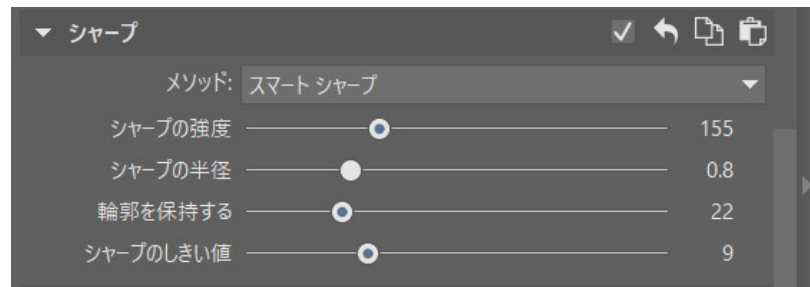 シャープ
メソッド: スマート シャープ
シャープの強度 155
シャープの半径 0.8
輪郭を保持する 22
シャープのしきい値 9